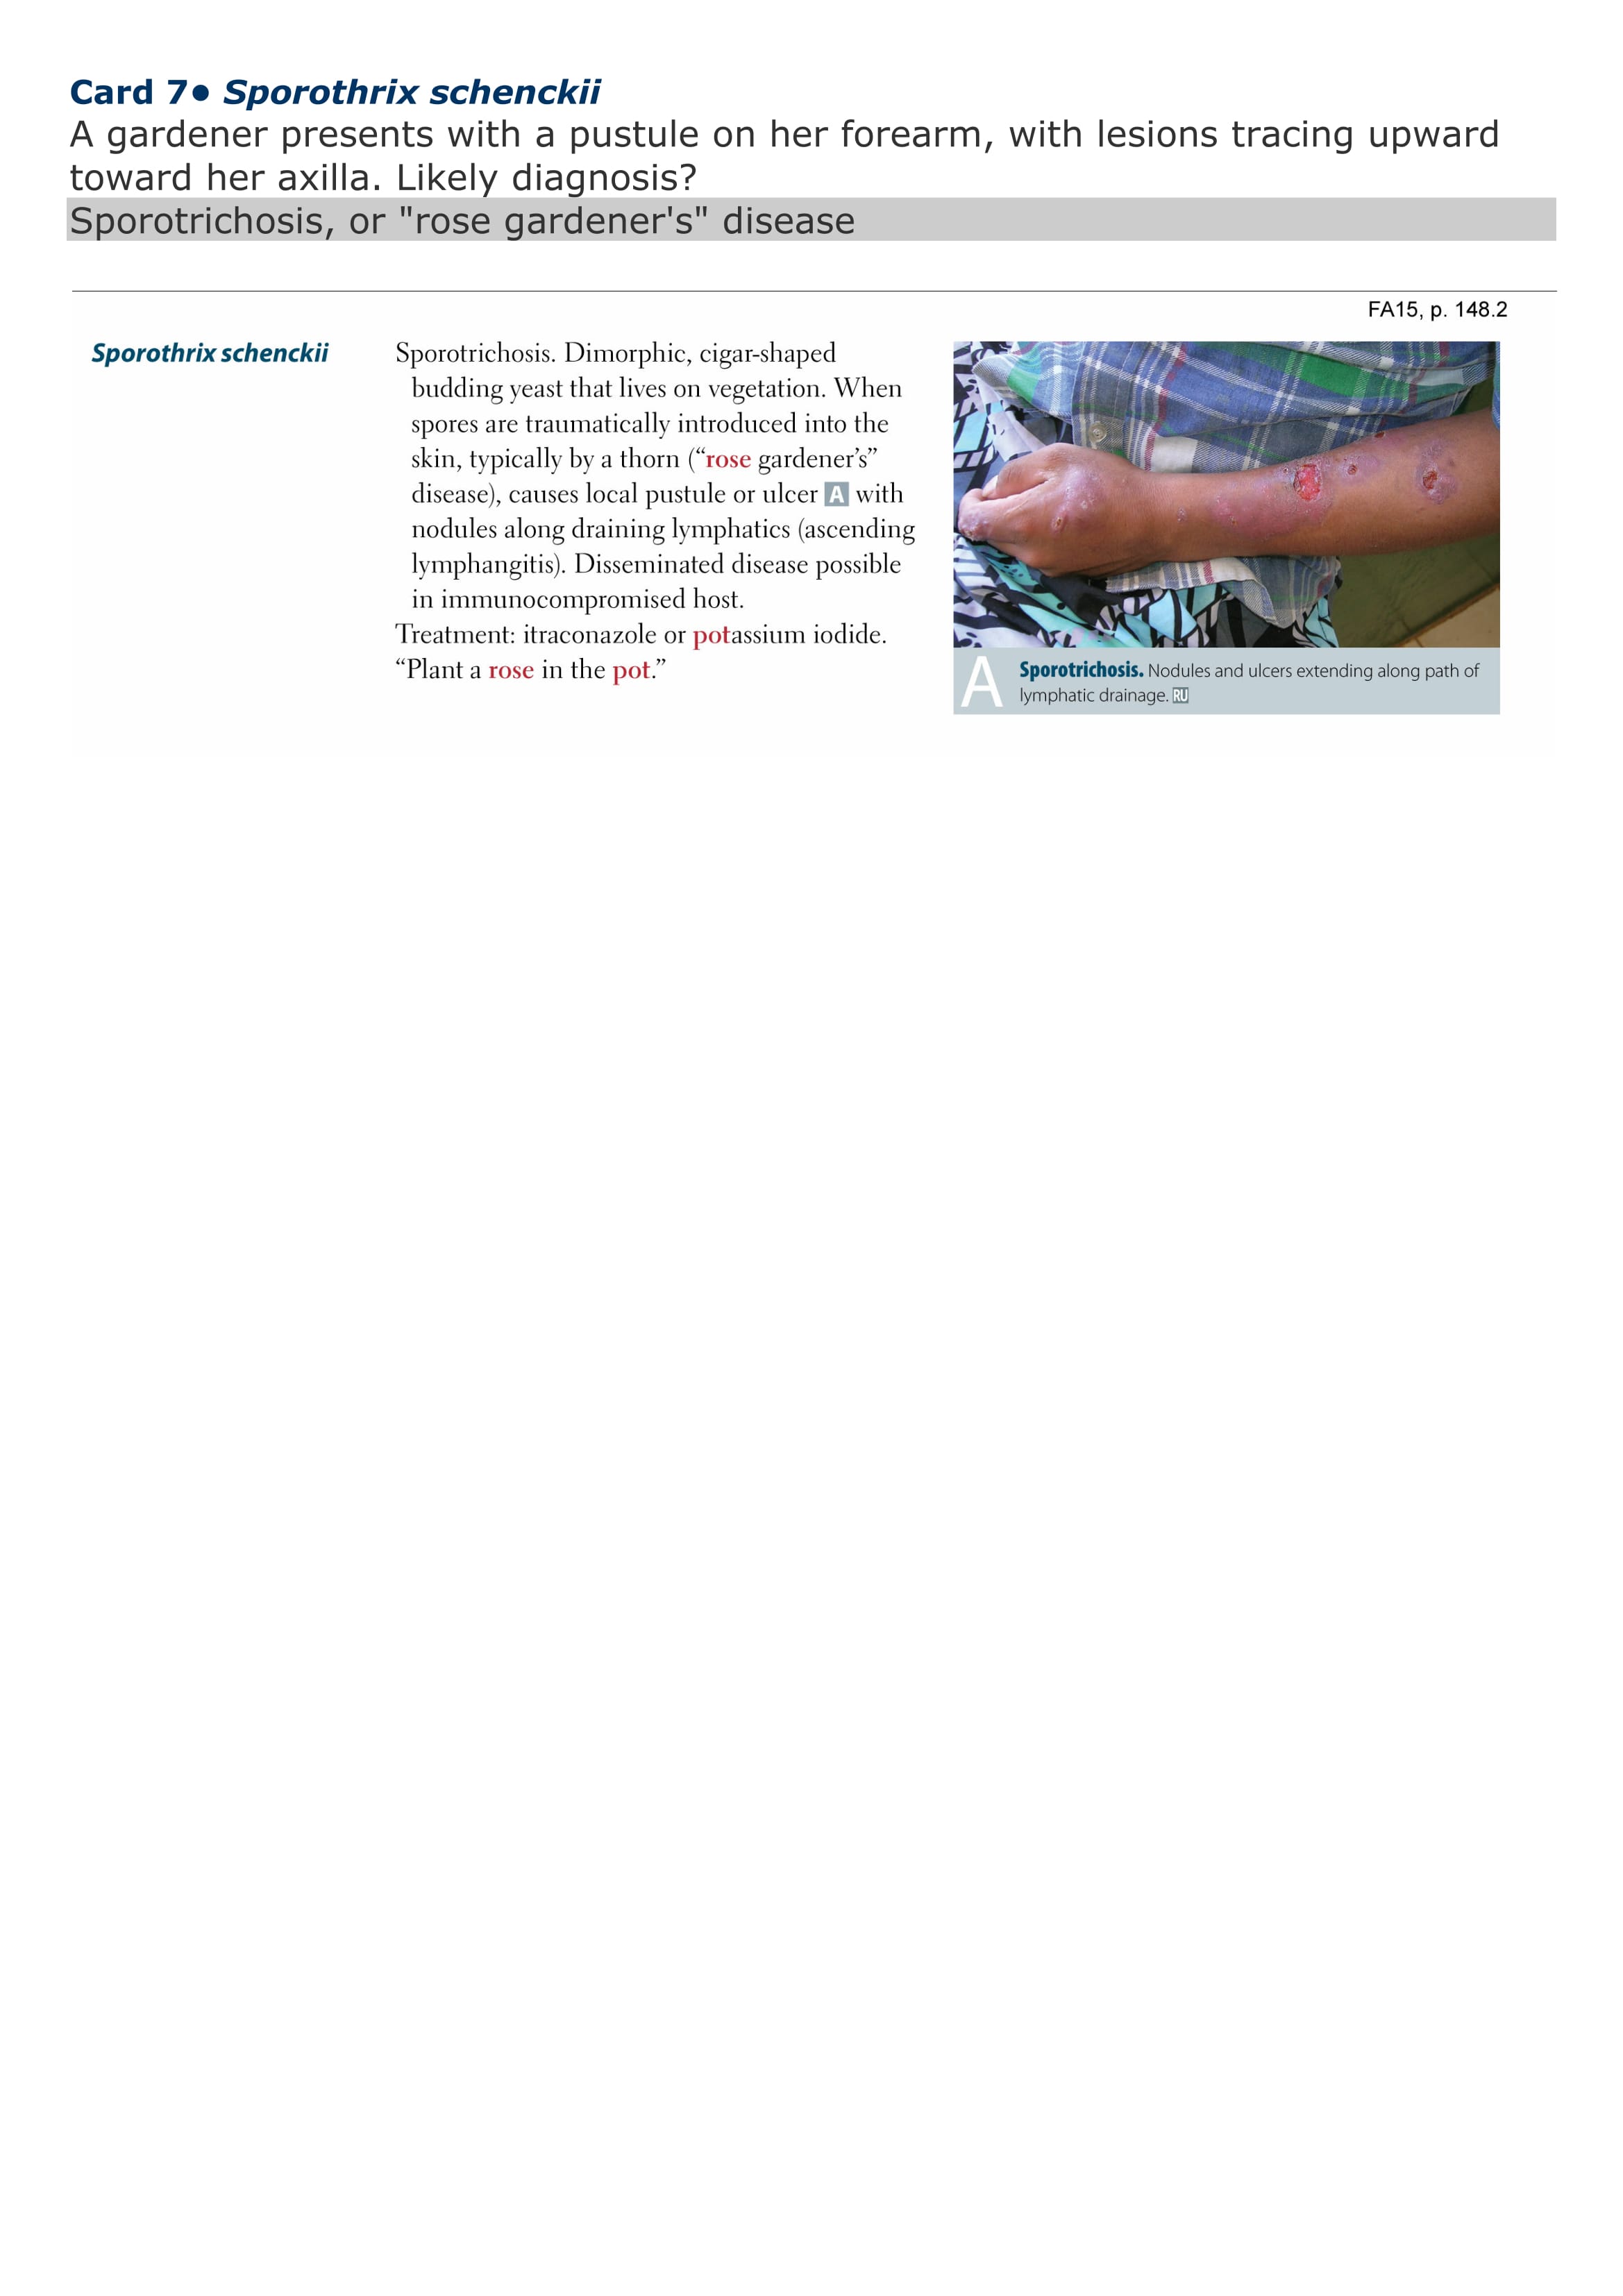 Card 7• Sporothrix schenckii
A gardener presents with a pustule on her forearm, with lesions tracing upward
toward her axilla. Likely diagnosis?
Sporotrichosis, or "rose gardener's" disease
FA15, p. 148.2
Sporothrix schenckii
Sporotrichosis. Dimorphic, cigar-shaped
budding yeast that lives on vegetation. When
spores are traumatically introduced into the
skin, typically by a thorn (“rose gardener’s”
disease), causes local pustule or ulcer A with
nodules along draining lymphatics (ascending
lymphangitis). Disseminated disease possible
in immunocompromised host.
Treatment: itraconazole or potassium iodide.
“Plant a rose in the pot.”
A
Sporotrichosis. Nodules and ulcers extending along path of
lymphatic drainage. RU